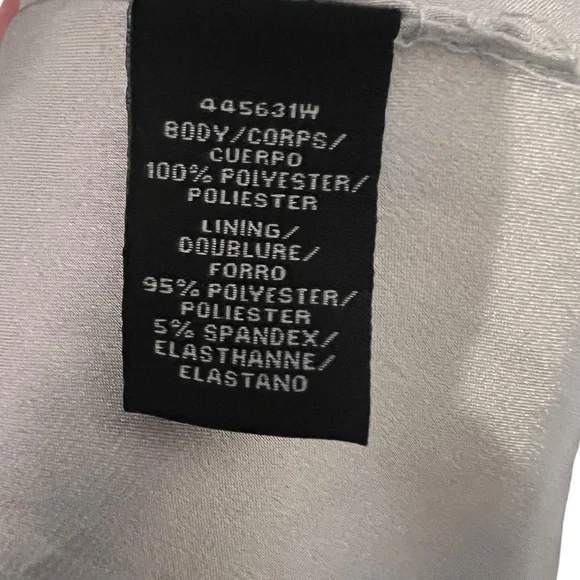 445631W
BODY/CORPS/
CUERPO
100% POLYESTER/
POLIESTER
LINING/
DOUBLURE/
FORRO
95% POLYESTER/
POLIESTER
5% SPANDEX/
ELASTHANNE/
ELASTANO